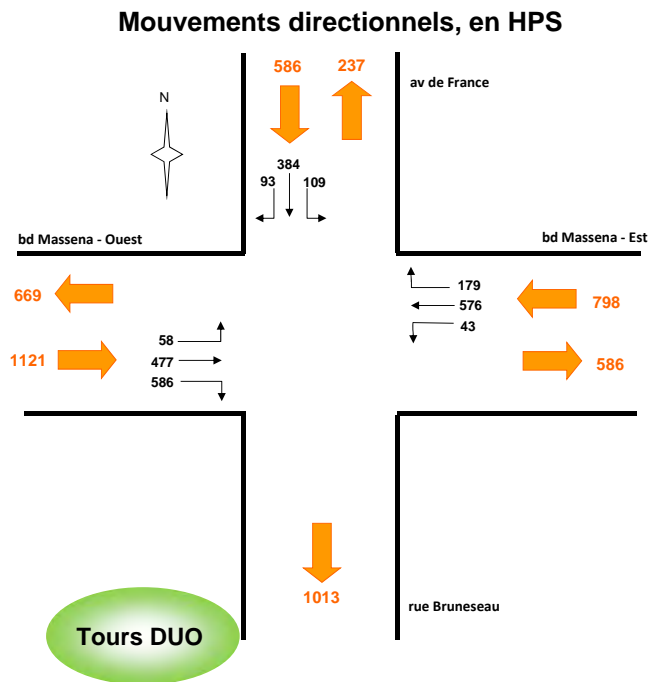 Mouvements directionnels, en HPS
586 237
av de France
N
384
93 109
bd Massena - Ouest
bd Massena - Est
669
179
576
43
798
58
477
586
1121
586
1013
rue Bruneseau
Tours DUO